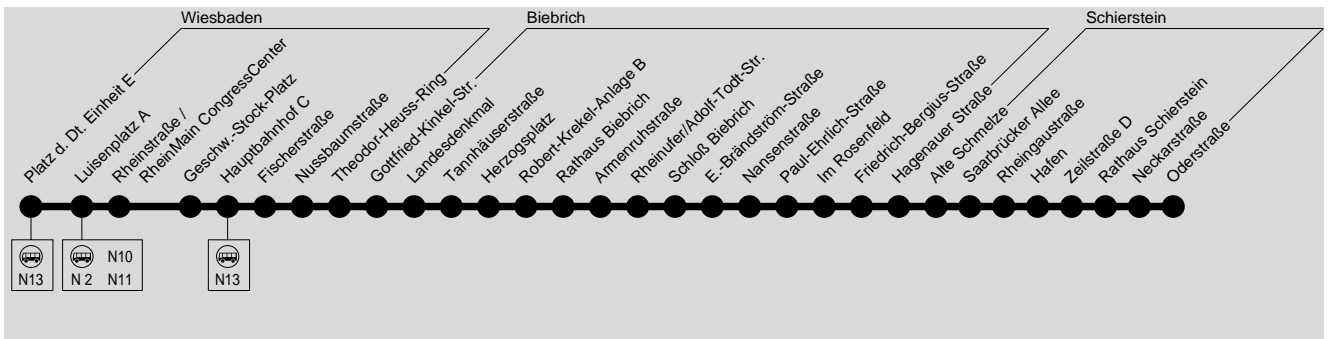 Wiesbaden
Biebrich
Schierstein
Platz d. Dt. Einheit E
Luisenplatz A
Rheinstraße /
RheinMain CongressCenter
Geschw.-Stock-Platz
Hauptbahnhof C
Fischerstraße
Nussbaumstraße
Theodor-Heuss-Ring
Gottfried-Kinkel-Str.
Landesdenkmal
Tannhäuserstraße
Herzogsplatz
Robert-Krekel-Anlage B
Rathaus Biebrich
Armenruhstraße
Rheinufer/Adolf-Todt-Str.
Schloß Biebrich
E.-Brändström-Straße
Nansenstraße
Paul-Ehrlich-Straße
Im Rosenfeld
Friedrich-Bergius-Straße
Hagenauer Straße
Alte Schmelze
Saarbrücker Allee
Rheingaustraße
Hafen
Zeilstraße D
Rathaus Schierstein
Neckarstraße
Oderstraße
N13
N10
N 2 N11
N13